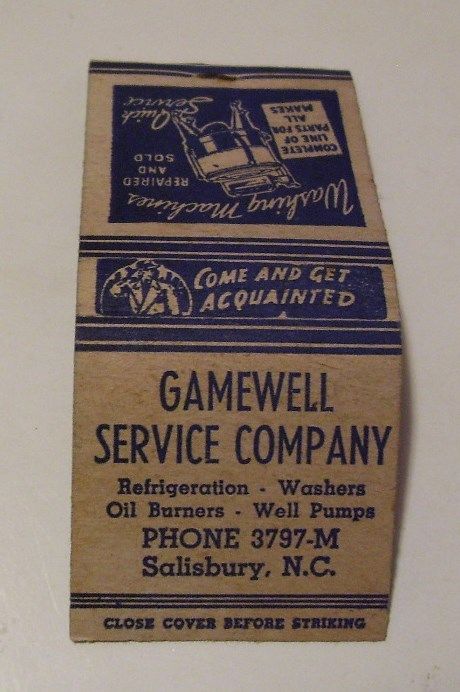 Washing Machines
REPAIRED
AND
SOLD
COMPLETE
LINE OF
PARTS FOR
ALL
MAKES
Quick
Service
COME AND GET
ACQUAINTED
GAMEWELL
SERVICE COMPANY
Refrigeration - Washers
Oil Burners - Well Pumps
PHONE 3797-M
Salisbury, N.C.
CLOSE COVER BEFORE STRIKING